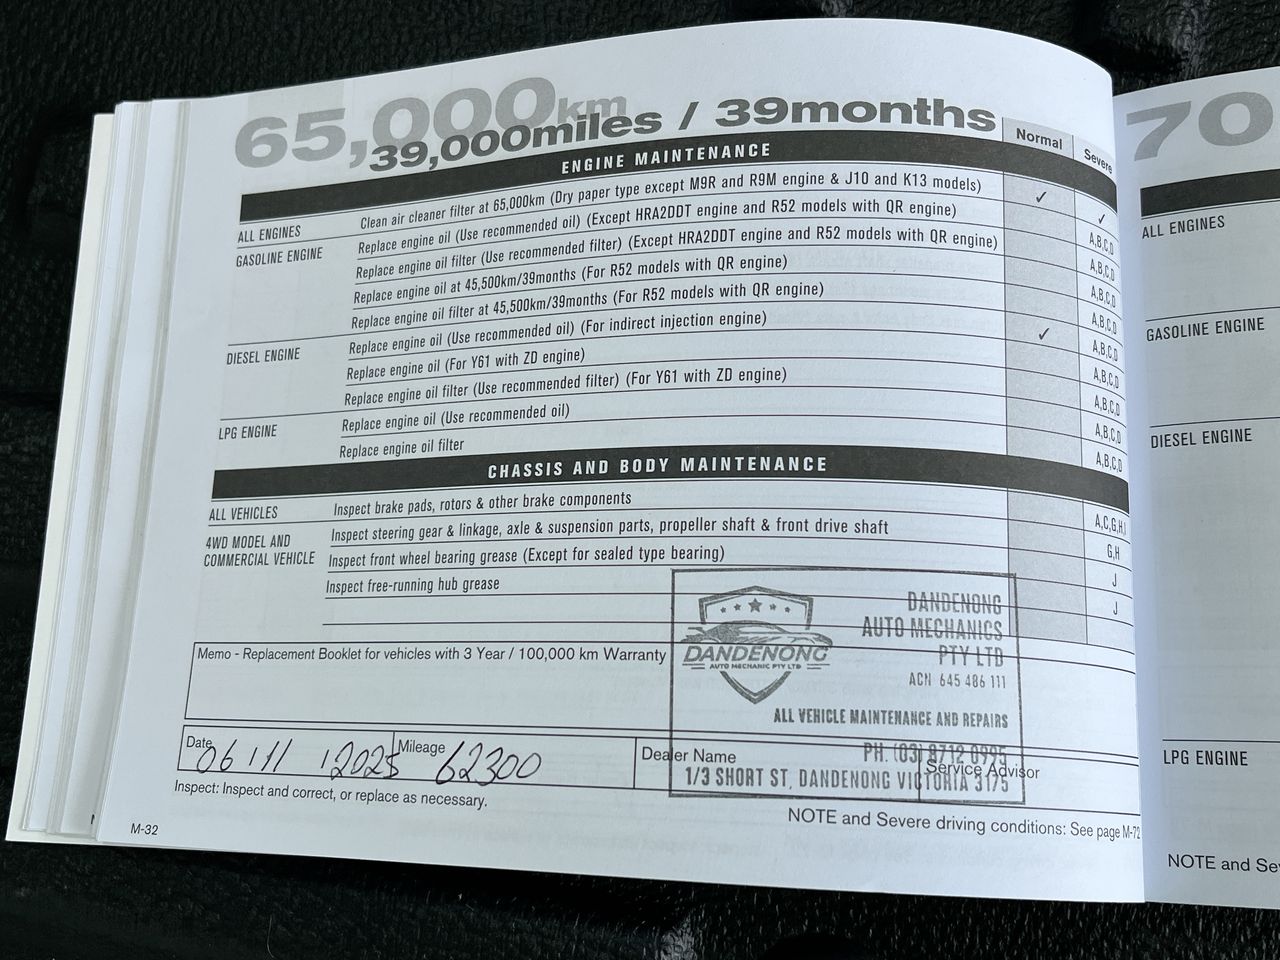 65,000km
39,000miles / 39months
Normal
Severe
ENGINE MAINTENANCE
ALL ENGINES
Clean air cleaner filter at 65,000km (Dry paper type except M9R and R9M engine & J10 and K13 models)
✓
✓
GASOLINE ENGINE
Replace engine oil (Use recommended oil) (Except HRA2DDT engine and R52 models with QR engine)
A,B,C,D
Replace engine oil filter (Use recommended filter) (Except HRA2DDT engine and R52 models with QR engine)
A,B,C,D
Replace engine oil at 45,500km/39months (For R52 models with QR engine)
A,B,C,D
Replace engine oil filter at 45,500km/39months (For R52 models with QR engine)
A,B,C,D
DIESEL ENGINE
Replace engine oil (Use recommended oil) (For indirect injection engine)
✓
A,B,C,D
Replace engine oil (For Y61 with ZD engine)
A,B,C,D
Replace engine oil filter (Use recommended filter) (For Y61 with ZD engine)
A,B,C,D
LPG ENGINE
Replace engine oil (Use recommended oil)
A,B,C,D
Replace engine oil filter
A,B,C,D
CHASSIS AND BODY MAINTENANCE
ALL VEHICLES
Inspect brake pads, rotors & other brake components
A,C,G,H,I
4WD MODEL AND
COMMERCIAL VEHICLE
Inspect steering gear & linkage, axle & suspension parts, propeller shaft & front drive shaft
G,H
Inspect front wheel bearing grease (Except for sealed type bearing)
J
Inspect free-running hub grease
J
Memo - Replacement Booklet for vehicles with 3 Year / 100,000 km Warranty
DANDENONG
AUTO MECHANIC PTY LTD
DANDENONG
AUTO MECHANICS
PTY LTD
ACN 645 486 111
ALL VEHICLE MAINTENANCE AND REPAIRS
PH. (03) 8712 0995
1/3 SHORT ST, DANDENONG VICTORIA 3175
Date
06 / 11 / 2025
Mileage
62300
Dealer Name
Service Advisor
Inspect: Inspect and correct, or replace as necessary.
NOTE and Severe driving conditions: See page M-72
M-32
70
ALL ENGINES
GASOLINE ENGINE
DIESEL ENGINE
LPG ENGINE
NOTE and Se